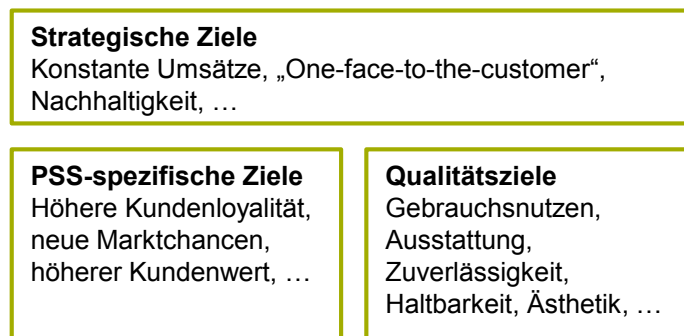 Strategische Ziele
Konstante Umsätze, „One-face-to-the-customer“,
Nachhaltigkeit, …
PSS-spezifische Ziele
Höhere Kundenloyalität,
neue Marktchancen,
höherer Kundenwert, …
Qualitätsziele
Gebrauchsnutzen,
Ausstattung,
Zuverlässigkeit,
Haltbarkeit, Ästhetik, …